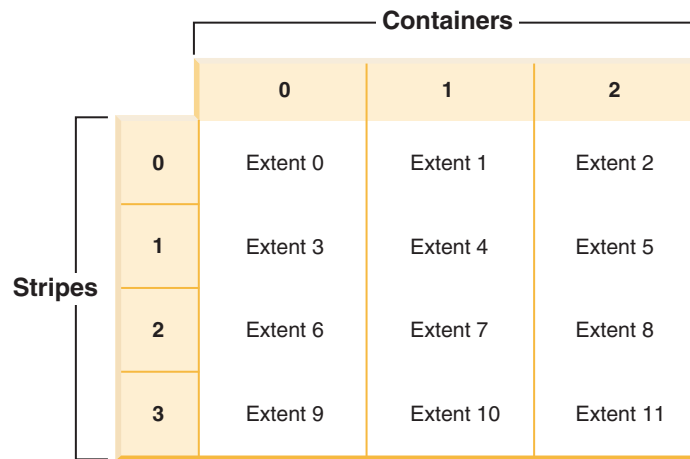 Containers
0 1 2
0 Extent 0 Extent 1 Extent 2
1 Extent 3 Extent 4 Extent 5
Stripes
2 Extent 6 Extent 7 Extent 8
3 Extent 9 Extent 10 Extent 11